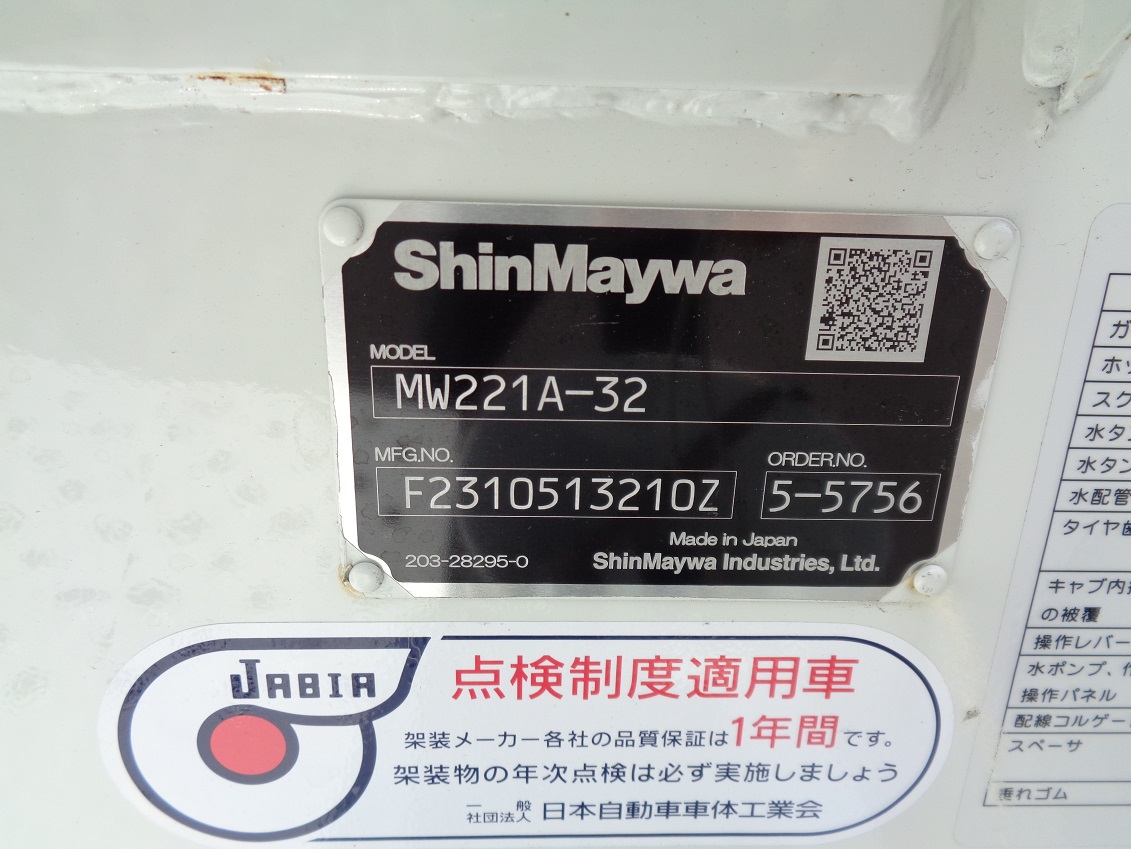 ShinMaywa
MODEL
MW221A-32
MFG.NO.
F2310513210Z
ORDER.NO.
5-5756
Made in Japan
203-28295-0
ShinMaywa Industries, Ltd.
JABIA
点検制度適用車
架装メーカー各社の品質保証は1年間です。
架装物の年次点検は必ず実施しましょう
一般社団法人 日本自動車車体工業会
ガ
ホッ
スク
水タン
水タン
水配管
タイヤ
キャブ内
の被覆
操作レバー
水ポンプ、
操作パネル
配線コルゲー
スペーサ
垂れゴム